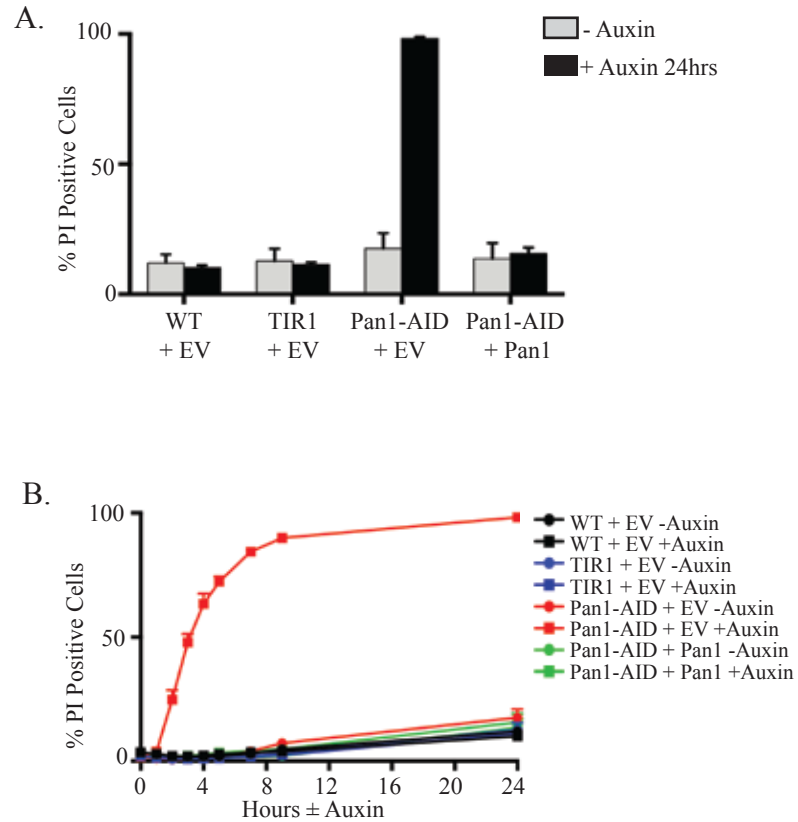 A.
- Auxin
+ Auxin 24hrs
% PI Positive Cells
100
50
0
WT
+ EV
TIR1
+ EV
Pan1-AID
+ EV
Pan1-AID
+ Pan1
B.
% PI Positive Cells
100
50
0
0 4 8 12 16 20 24
Hours ± Auxin
WT + EV -Auxin
WT + EV +Auxin
TIR1 + EV -Auxin
TIR1 + EV +Auxin
Pan1-AID + EV -Auxin
Pan1-AID + EV +Auxin
Pan1-AID + Pan1 -Auxin
Pan1-AID + Pan1 +Auxin